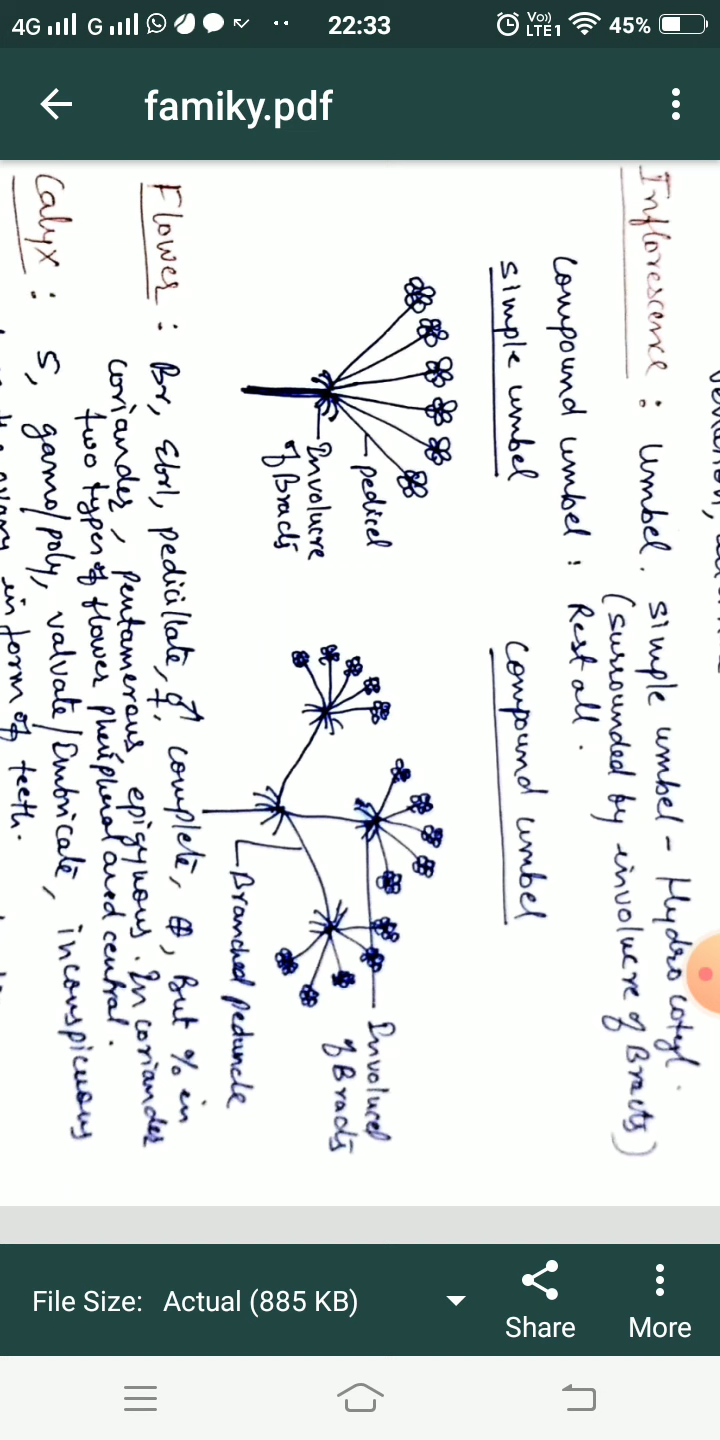 4G G 22:33 Vo)) LTE1 45%
famiky.pdf
Inflorescence : Umbel. simple umbel - Hydrocotyl.
(surrounded by involucre of Bracts)
Compound umbel : Rest all.
simple umbel
compound umbel
pedicel
Involucre
of Bracts
Involucel
of Bracts
Branched peduncle
Flower : Br, Ebrl, pedicillate, ⚥, complete, ⊕, But % in
coriander, pentamerous epigynous. In coriander
two types of flower peripheral and central.
Calyx : 5, gamo/poly, valvate/Imbricate, inconspicuous
in form of teeth.
File Size: Actual (885 KB)
Share
More